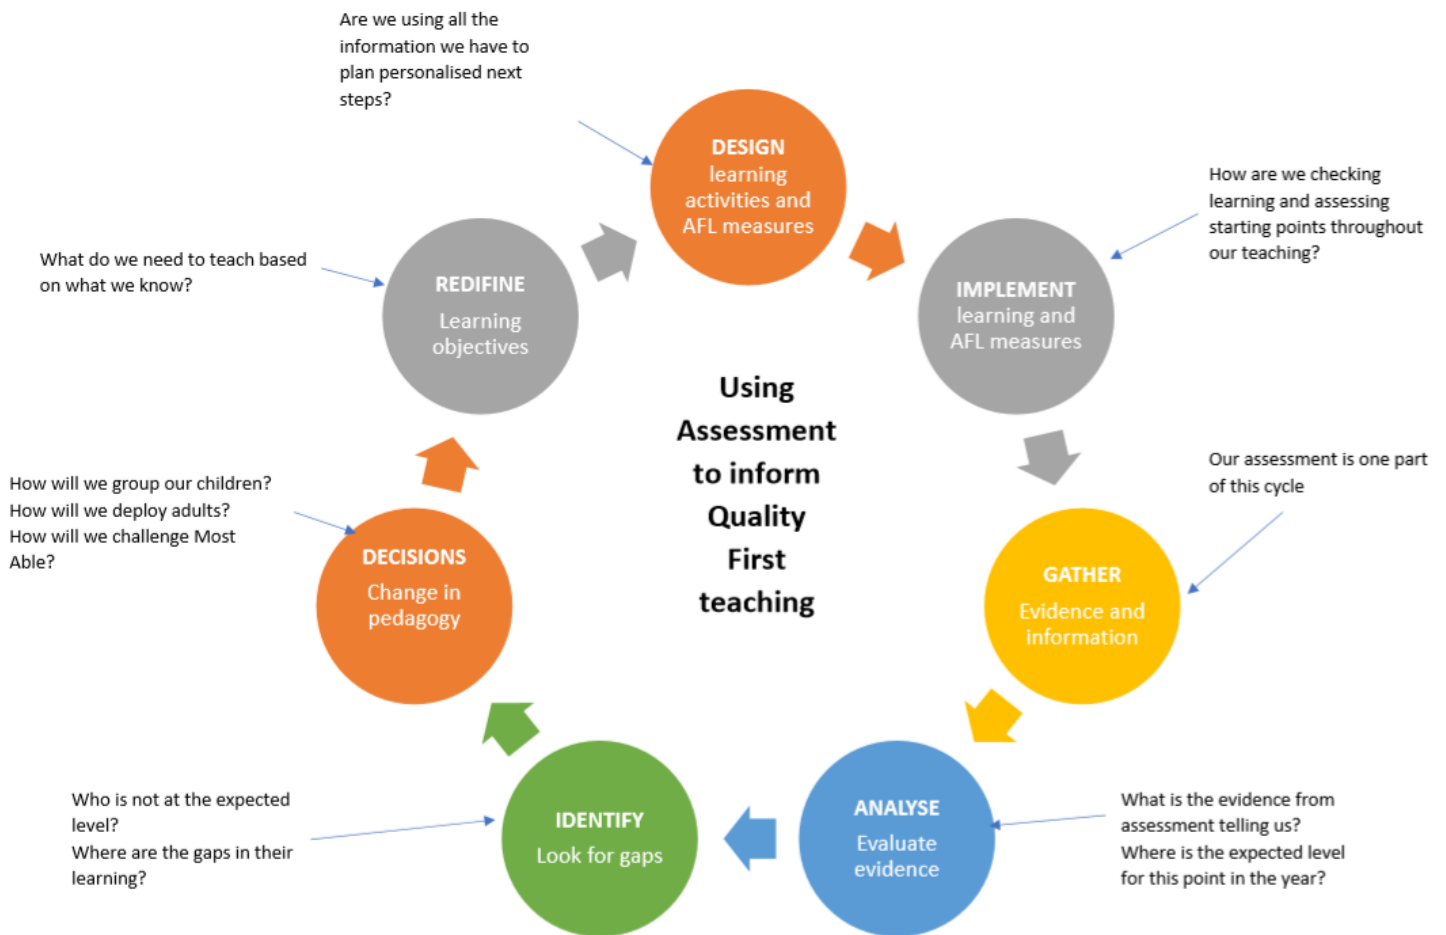 Are we using all the
information we have to
plan personalised next
steps?
DESIGN
learning
activities and
AFL measures
How are we checking
learning and assessing
starting points throughout
our teaching?
IMPLEMENT
learning and
AFL measures
What do we need to teach based
on what we know?
REDIFINE
Learning
objectives
Using
Assessment
to inform
Quality
First
teaching
Our assessment is one part
of this cycle
GATHER
Evidence and
information
How will we group our children?
How will we deploy adults?
How will we challenge Most
Able?
DECISIONS
Change in
pedagogy
What is the evidence from
assessment telling us?
Where is the expected level
for this point in the year?
ANALYSE
Evaluate
evidence
Who is not at the expected
level?
Where are the gaps in their
learning?
IDENTIFY
Look for gaps